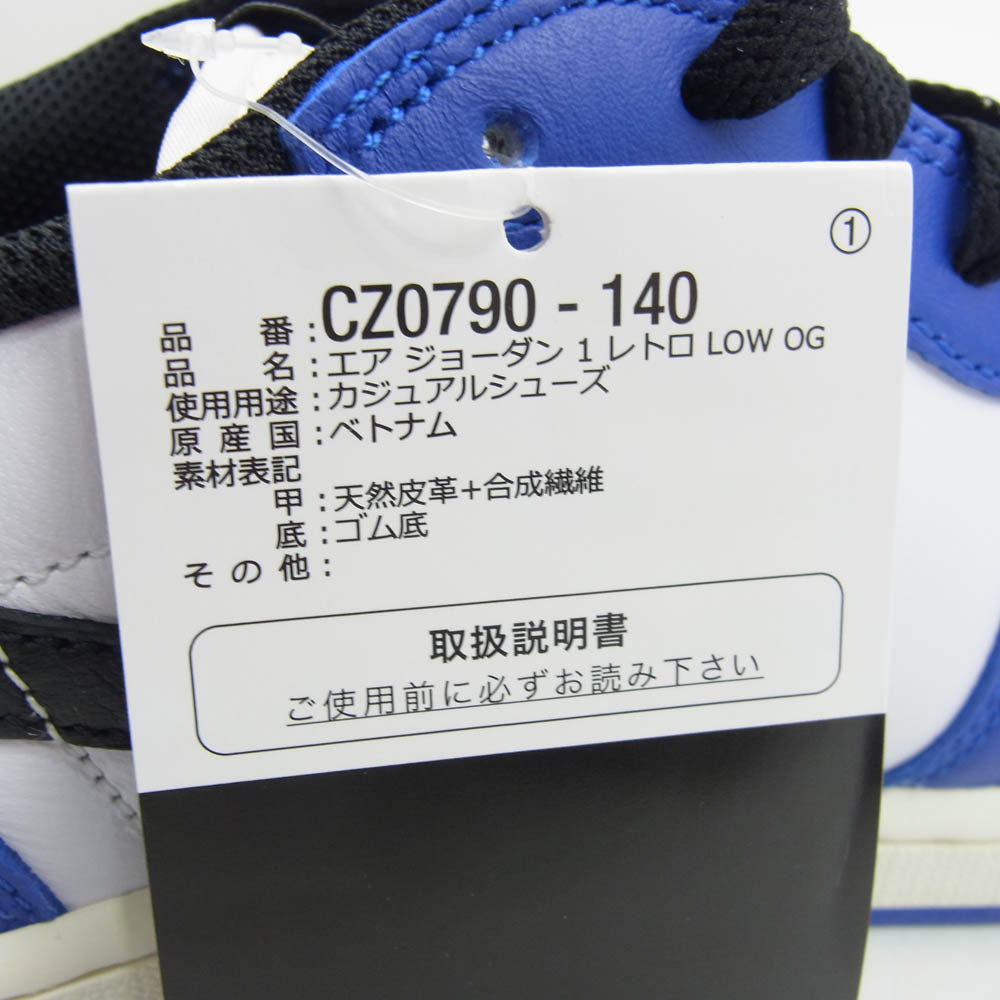 ①
品番:CZ0790 - 140
品名:エア ジョーダン 1 レトロ LOW OG
使用用途:カジュアルシューズ
原産国:ベトナム
素材表記
甲:天然皮革+合成繊維
底:ゴム底
その他:
取扱説明書
ご使用前に必ずお読み下さい